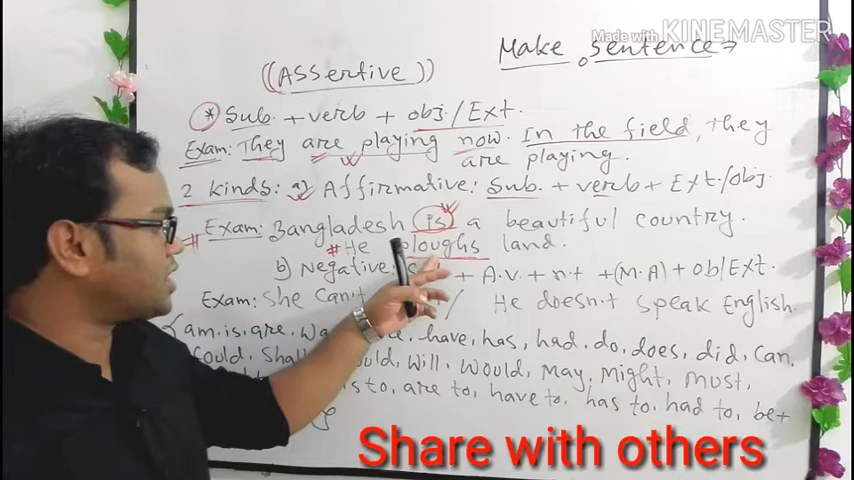 Made with KINEMASTER
Make sentence→
((Assertive))
* Sub. + verb + obj/Ext.
Exam: They are playing now. In the field, they
are playing.
2 kinds: a) Affirmative: Sub. + verb + Ext./obj.
# Exam: Bangladesh is a beautiful country.
# He ploughs land.
b) Negative: + A.v. + n.t + (M.A) + ob/Ext.
Exam: She can't / He doesn't speak English.
{am, is, are, have, has, had, do, does, did, can,
could, will, would, may, might, must,
is to, are to, have to, has to, had to, be+
Share with others